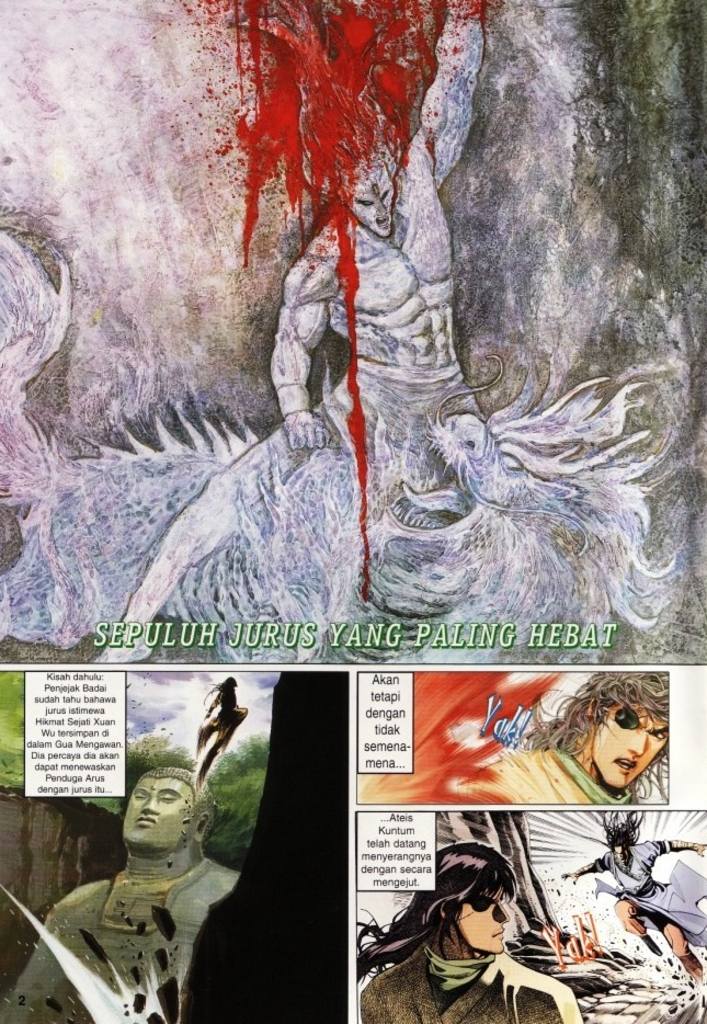 SEPULUH JURUS YANG PALING HEBAT
Kisah dahulu:
Penjejak Badai
sudah tahu bahawa
jurus istimewa
Hikmat Sejati Xuan
Wu tersimpan di
dalam Gua Mengawan.
Dia percaya dia akan
dapat menewaskan
Penduga Arus
dengan jurus itu...
Akan
tetapi
dengan
tidak
semena-
mena...
Yak!
...Ateis
Kuntum
telah datang
menyerangnya
dengan secara
mengejut.
Yak!
2